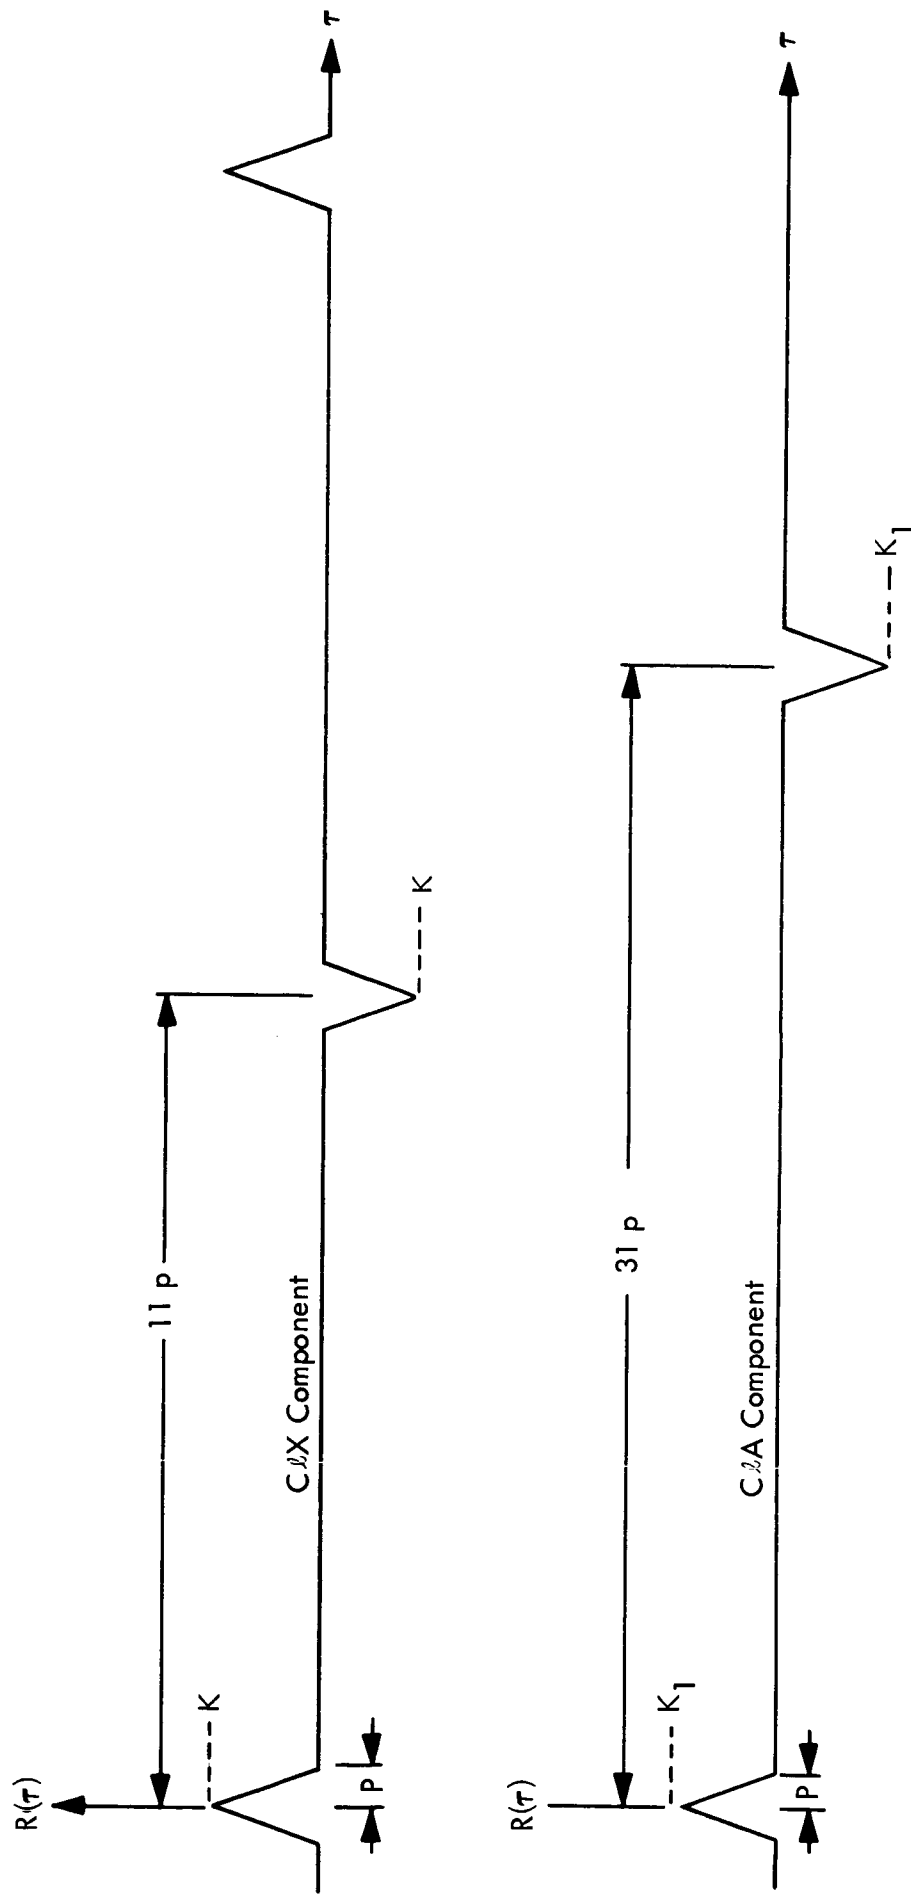 R(τ)
K
P
11 p
CℓX Component
K
τ
R(τ)
K1
P
31 p
CℓA Component
K1
τ